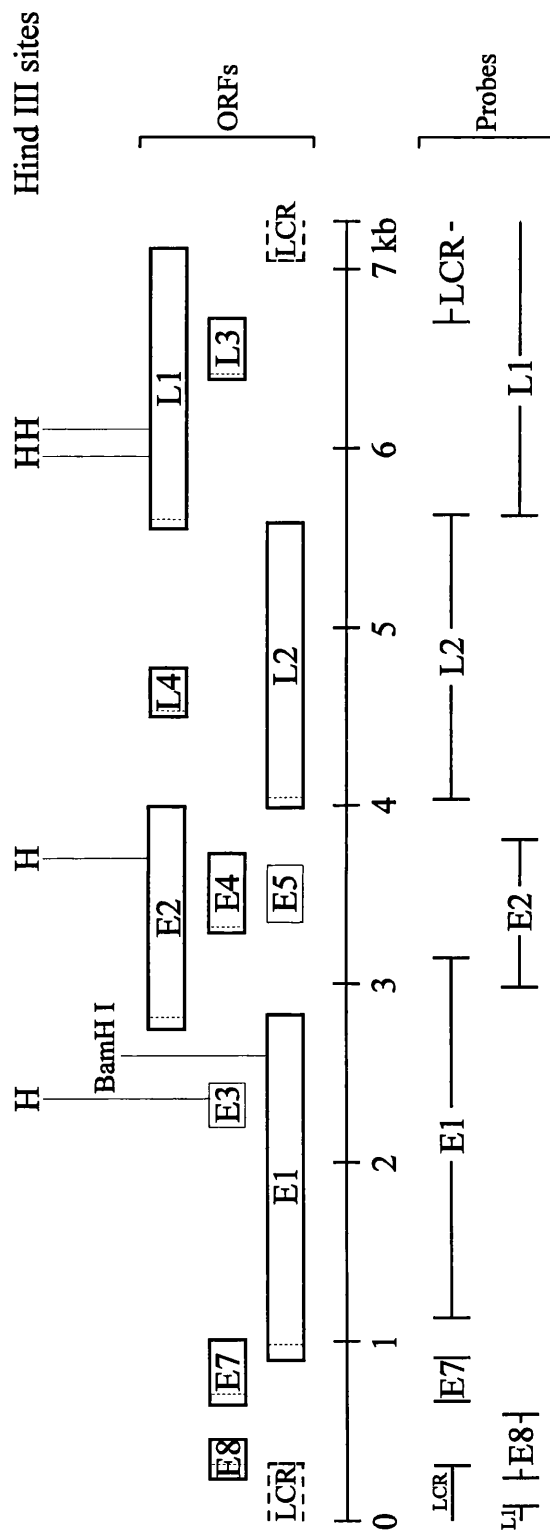 Hind III sites
H H HH
BamH I
E2 L4 L1
E8 E7 E3 E4 L3
LCR E1 E5 L2 LCR
ORFs
0 1 2 3 4 5 6 7 kb
LCR E7 E1 L2 LCR
L1 E8 E2 L1
Probes